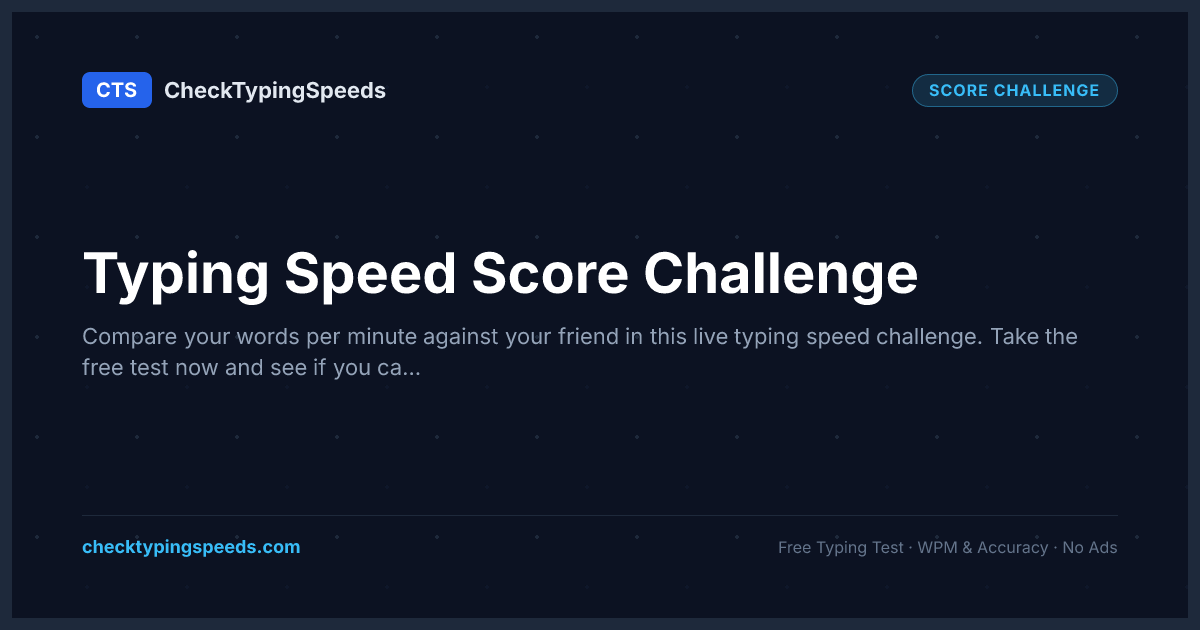 CTS CheckTypingSpeeds
SCORE CHALLENGE
Typing Speed Score Challenge
Compare your words per minute against your friend in this live typing speed challenge. Take the
free test now and see if you ca...
checktypingspeeds.com
Free Typing Test · WPM & Accuracy · No Ads